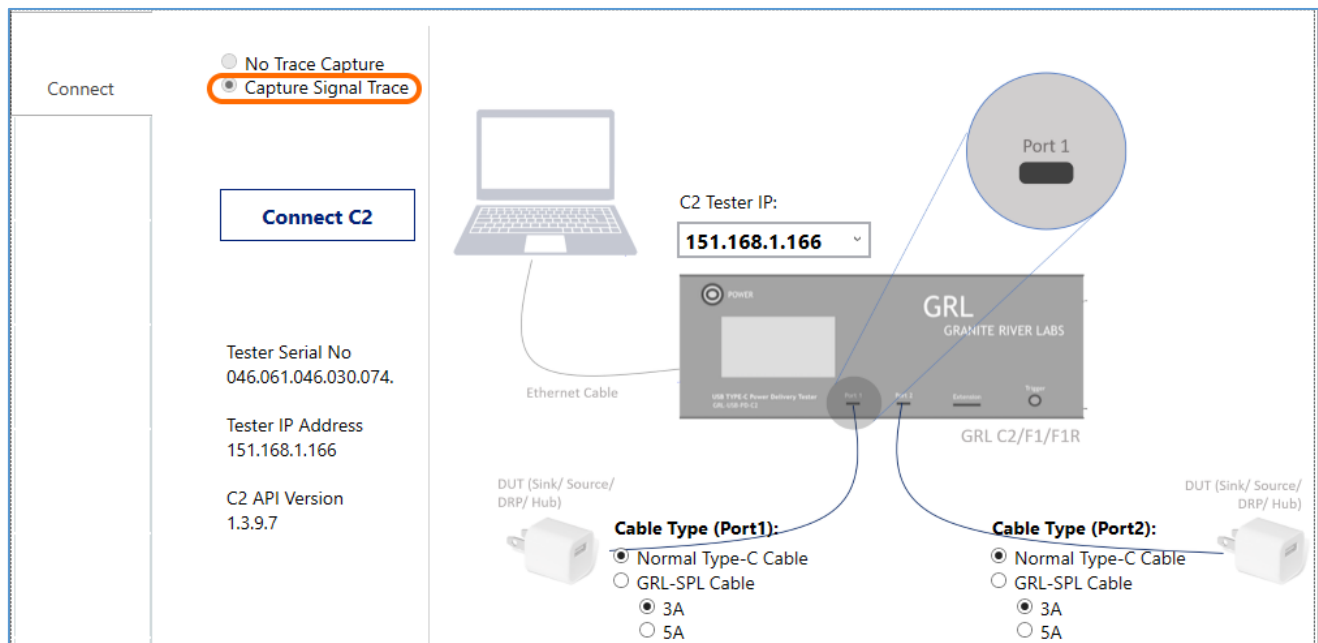 Connect
No Trace Capture
Capture Signal Trace
Connect C2
Tester Serial No
046.061.046.030.074.
Tester IP Address
151.168.1.166
C2 API Version
1.3.9.7
Port 1
C2 Tester IP:
151.168.1.166
POWER
GRL
GRANITE RIVER LABS
USB TYPE-C Power Delivery Tester
GRL-USB-PD-C2
Port 1
Port 2
Extension
Trigger
Ethernet Cable
GRL C2/F1/F1R
DUT (Sink/ Source/
DRP/ Hub)
Cable Type (Port1):
Normal Type-C Cable
GRL-SPL Cable
3A
5A
DUT (Sink/ Source/
DRP/ Hub)
Cable Type (Port2):
Normal Type-C Cable
GRL-SPL Cable
3A
5A